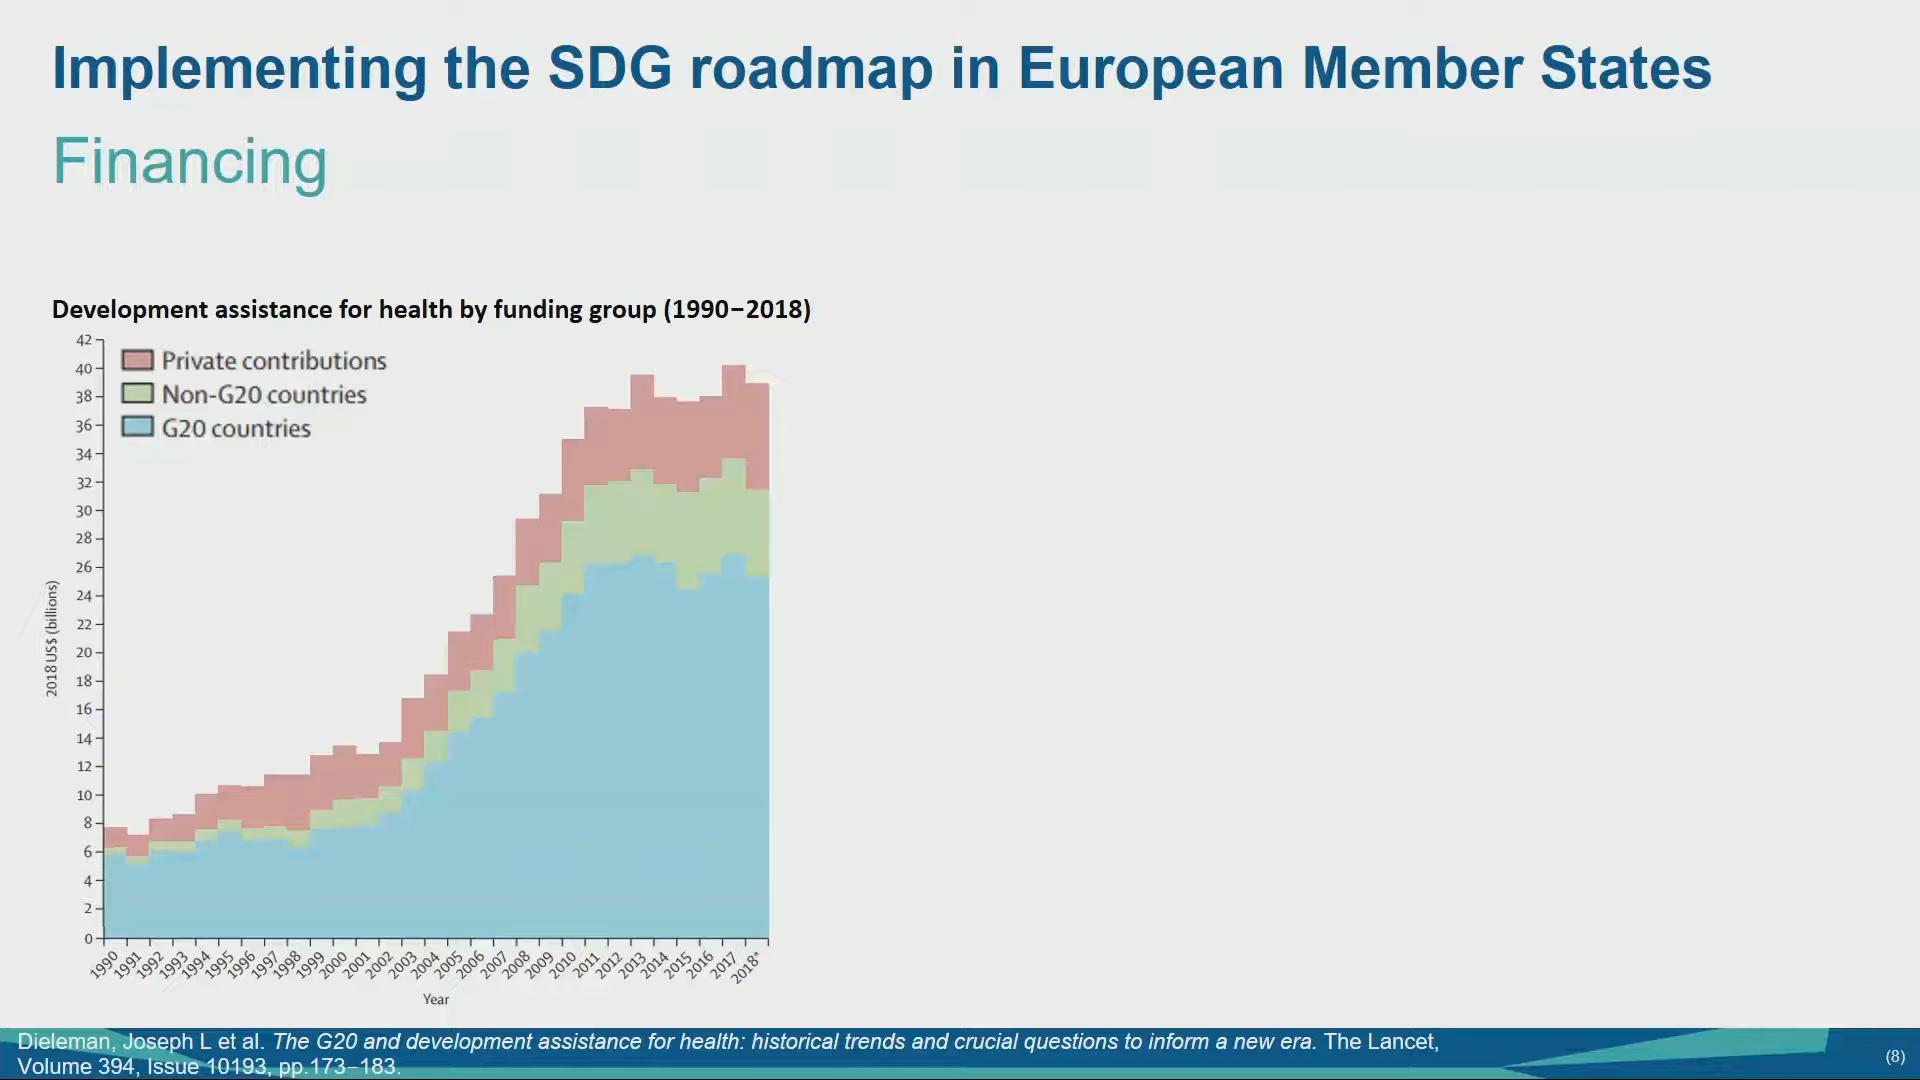 Implementing the SDG roadmap in European Member States
Financing
Development assistance for health by funding group (1990−2018)
Private contributions
Non-G20 countries
G20 countries
42
40
38
36
34
32
30
28
26
24
22
20
18
16
14
12
10
8
6
4
2
0
2018 US$ (billions)
1990 1991 1992 1993 1994 1995 1996 1997 1998 1999 2000 2001 2002 2003 2004 2005 2006 2007 2008 2009 2010 2011 2012 2013 2014 2015 2016 2017 2018*
Year
Dieleman, Joseph L et al. The G20 and development assistance for health: historical trends and crucial questions to inform a new era. The Lancet,
Volume 394, Issue 10193, pp.173−183.
(8)